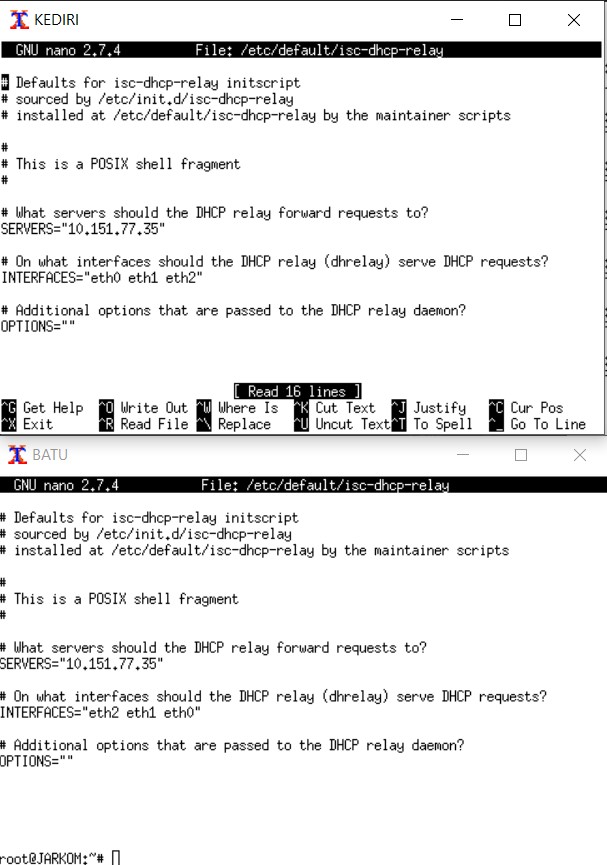 KEDIRI
GNU nano 2.7.4 File: /etc/default/isc-dhcp-relay
# Defaults for isc-dhcp-relay initscript
# sourced by /etc/init.d/isc-dhcp-relay
# installed at /etc/default/isc-dhcp-relay by the maintainer scripts
#
# This is a POSIX shell fragment
#
# What servers should the DHCP relay forward requests to?
SERVERS="10.151.77.35"
# On what interfaces should the DHCP relay (dhrelay) serve DHCP requests?
INTERFACES="eth0 eth1 eth2"
# Additional options that are passed to the DHCP relay daemon?
OPTIONS=""
[ Read 16 lines ]
^G Get Help ^O Write Out ^W Where Is ^K Cut Text ^J Justify ^C Cur Pos
^X Exit ^R Read File ^\ Replace ^U Uncut Text ^T To Spell ^_ Go To Line
BATU
GNU nano 2.7.4 File: /etc/default/isc-dhcp-relay
# Defaults for isc-dhcp-relay initscript
# sourced by /etc/init.d/isc-dhcp-relay
# installed at /etc/default/isc-dhcp-relay by the maintainer scripts
#
# This is a POSIX shell fragment
#
# What servers should the DHCP relay forward requests to?
SERVERS="10.151.77.35"
# On what interfaces should the DHCP relay (dhrelay) serve DHCP requests?
INTERFACES="eth2 eth1 eth0"
# Additional options that are passed to the DHCP relay daemon?
OPTIONS=""
root@JARKOM:~#